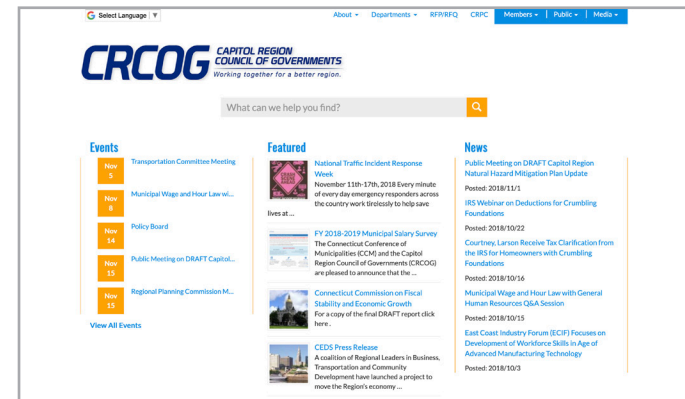 Select Language ▼
About Departments RFP/RFQ CRPC Members Public Media
CRCOG CAPITOL REGION
COUNCIL OF GOVERNMENTS
Working together for a better region.
What can we help you find?
Events
Nov
5
Transportation Committee Meeting
Nov
8
Municipal Wage and Hour Law wi...
Nov
14
Policy Board
Nov
15
Public Meeting on DRAFT Capitol...
Nov
15
Regional Planning Commission M...
View All Events
Featured
National Traffic Incident Response
Week
November 11th-17th, 2018 Every minute
of every day emergency responders across
the country work tirelessly to help save
lives at ...
FY 2018-2019 Municipal Salary Survey
The Connecticut Conference of
Municipalities (CCM) and the Capitol
Region Council of Governments (CRCOG)
are pleased to announce that the ...
Connecticut Commission on Fiscal
Stability and Economic Growth
For a copy of the final DRAFT report click
here .
CEDS Press Release
A coalition of Regional Leaders in Business,
Transportation and Community
Development have launched a project to
move the Region's economy ...
News
Public Meeting on DRAFT Capitol Region
Natural Hazard Mitigation Plan Update
Posted: 2018/11/1
IRS Webinar on Deductions for Crumbling
Foundations
Posted: 2018/10/22
Courtney, Larson Receive Tax Clarification from
the IRS for Homeowners with Crumbling
Foundations
Posted: 2018/10/16
Municipal Wage and Hour Law with General
Human Resources Q&A Session
Posted: 2018/10/15
East Coast Industry Forum (ECIF) Focuses on
Development of Workforce Skills in Age of
Advanced Manufacturing Technology
Posted: 2018/10/3